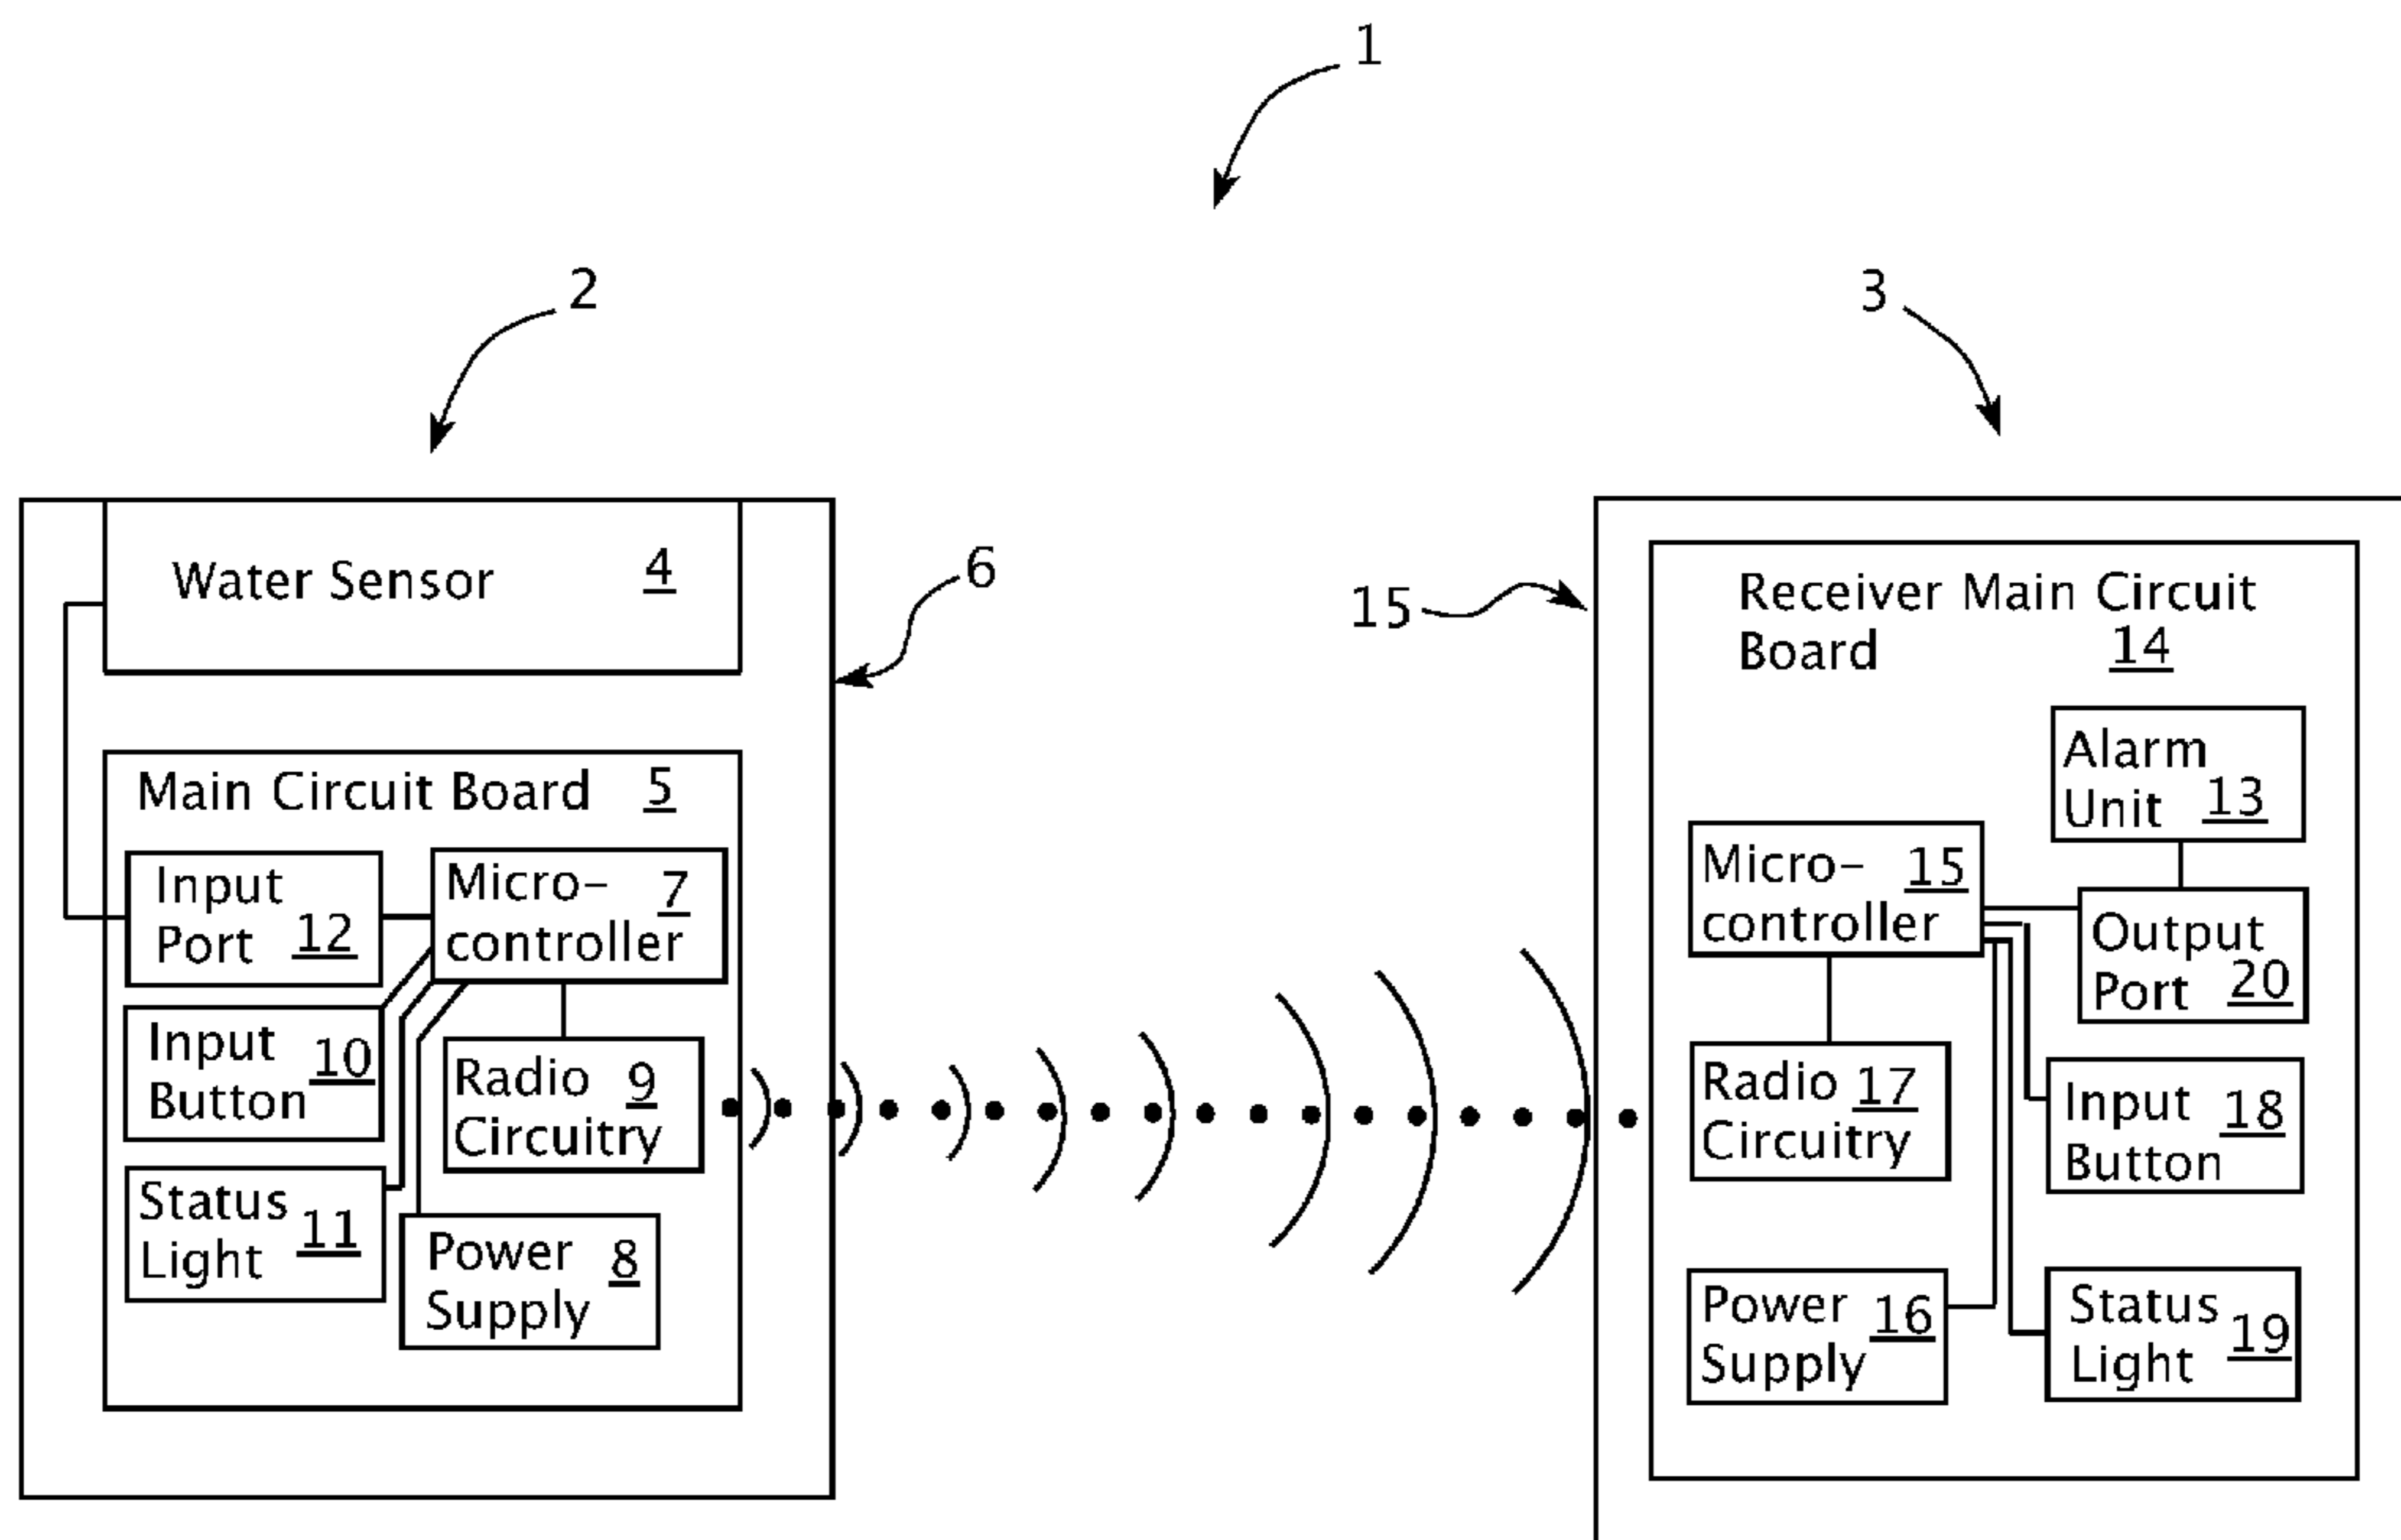 1
2
3
Water Sensor 4
6
15
Main Circuit Board 5
Input
Port 12
Micro-
controller 7
Input
Button 10
Radio
Circuitry 9
Status
Light 11
Power
Supply 8
Receiver Main Circuit
Board 14
Alarm
Unit 13
Micro-
controller 15
Output
Port 20
Radio
Circuitry 17
Input
Button 18
Power
Supply 16
Status
Light 19